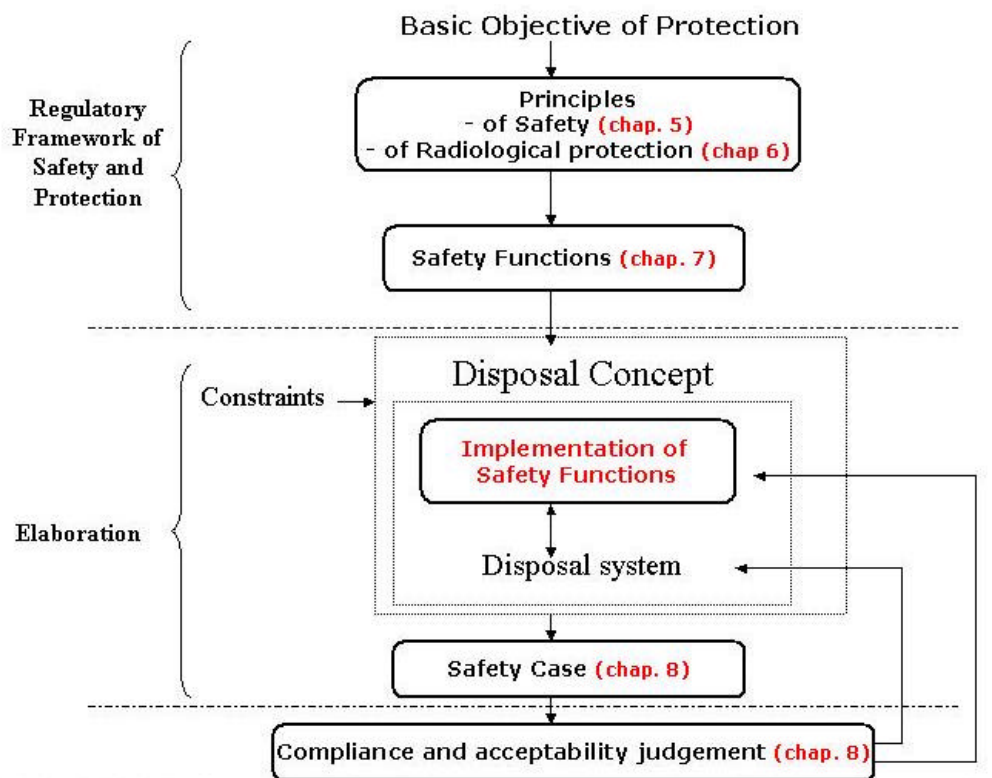 Basic Objective of Protection
Regulatory
Framework of
Safety and
Protection
Principles
- of Safety (chap. 5)
- of Radiological protection (chap 6)
Safety Functions (chap. 7)
Elaboration
Constraints
Disposal Concept
Implementation of
Safety Functions
Disposal system
Safety Case (chap. 8)
Compliance and acceptability judgement (chap. 8)